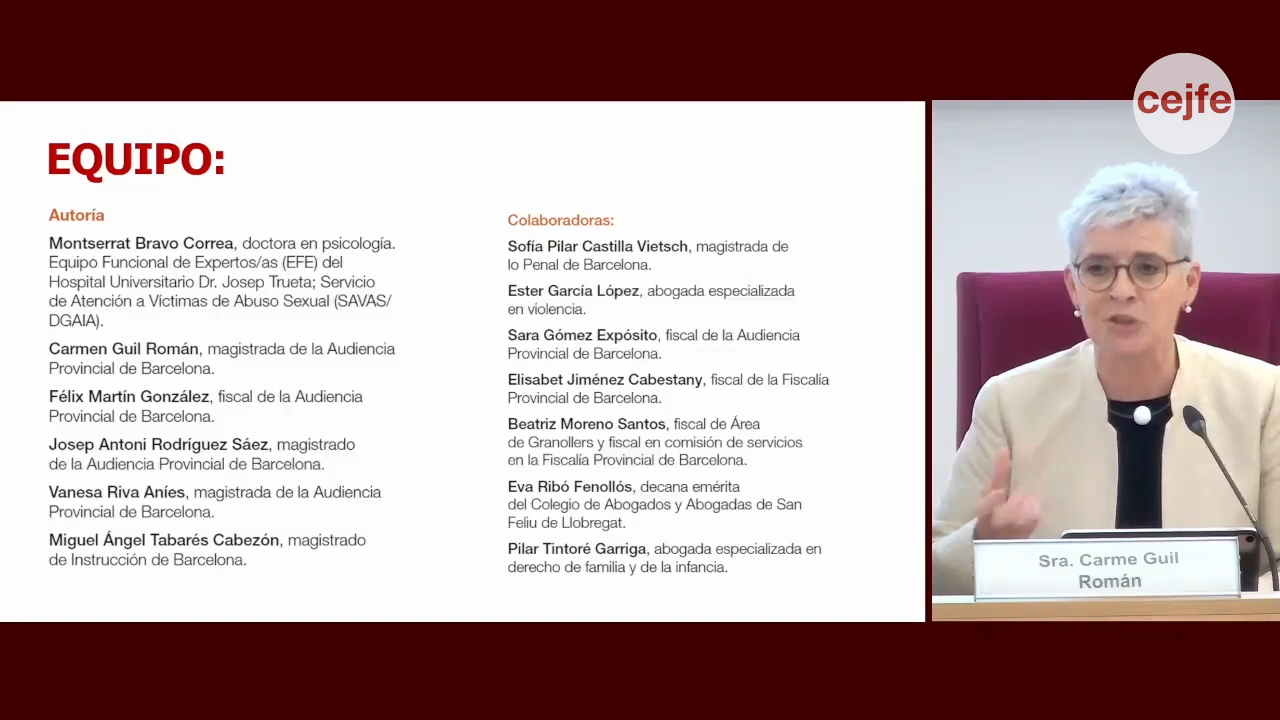 cejfe
EQUIPO:
Autoría
Montserrat Bravo Correa, doctora en psicología.
Equipo Funcional de Expertos/as (EFE) del
Hospital Universitario Dr. Josep Trueta; Servicio
de Atención a Víctimas de Abuso Sexual (SAVAS/
DGAIA).
Carmen Guil Román, magistrada de la Audiencia
Provincial de Barcelona.
Félix Martín González, fiscal de la Audiencia
Provincial de Barcelona.
Josep Antoni Rodríguez Sáez, magistrado
de la Audiencia Provincial de Barcelona.
Vanesa Riva Aníes, magistrada de la Audiencia
Provincial de Barcelona.
Miguel Ángel Tabarés Cabezón, magistrado
de Instrucción de Barcelona.
Colaboradoras:
Sofía Pilar Castilla Vietsch, magistrada de
lo Penal de Barcelona.
Ester García López, abogada especializada
en violencia.
Sara Gómez Expósito, fiscal de la Audiencia
Provincial de Barcelona.
Elisabet Jiménez Cabestany, fiscal de la Fiscalía
Provincial de Barcelona.
Beatriz Moreno Santos, fiscal de Área
de Granollers y fiscal en comisión de servicios
en la Fiscalía Provincial de Barcelona.
Eva Ribó Fenollós, decana emérita
del Colegio de Abogados y Abogadas de San
Feliu de Llobregat.
Pilar Tintoré Garriga, abogada especializada en
derecho de familia y de la infancia.
Sra. Carme Guil
Román